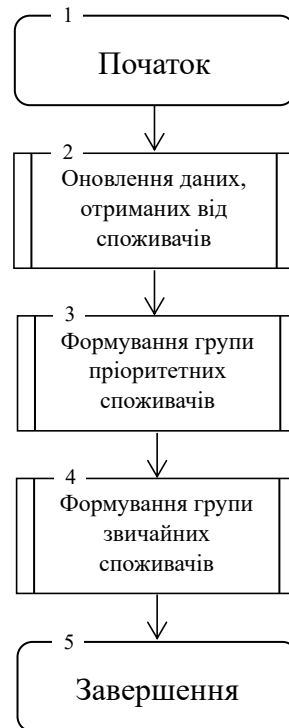 1
Початок
2
Оновлення даних,
отриманих від
споживачів
3
Формування групи
пріоритетних
споживачів
4
Формування групи
звичайних
споживачів
5
Завершення